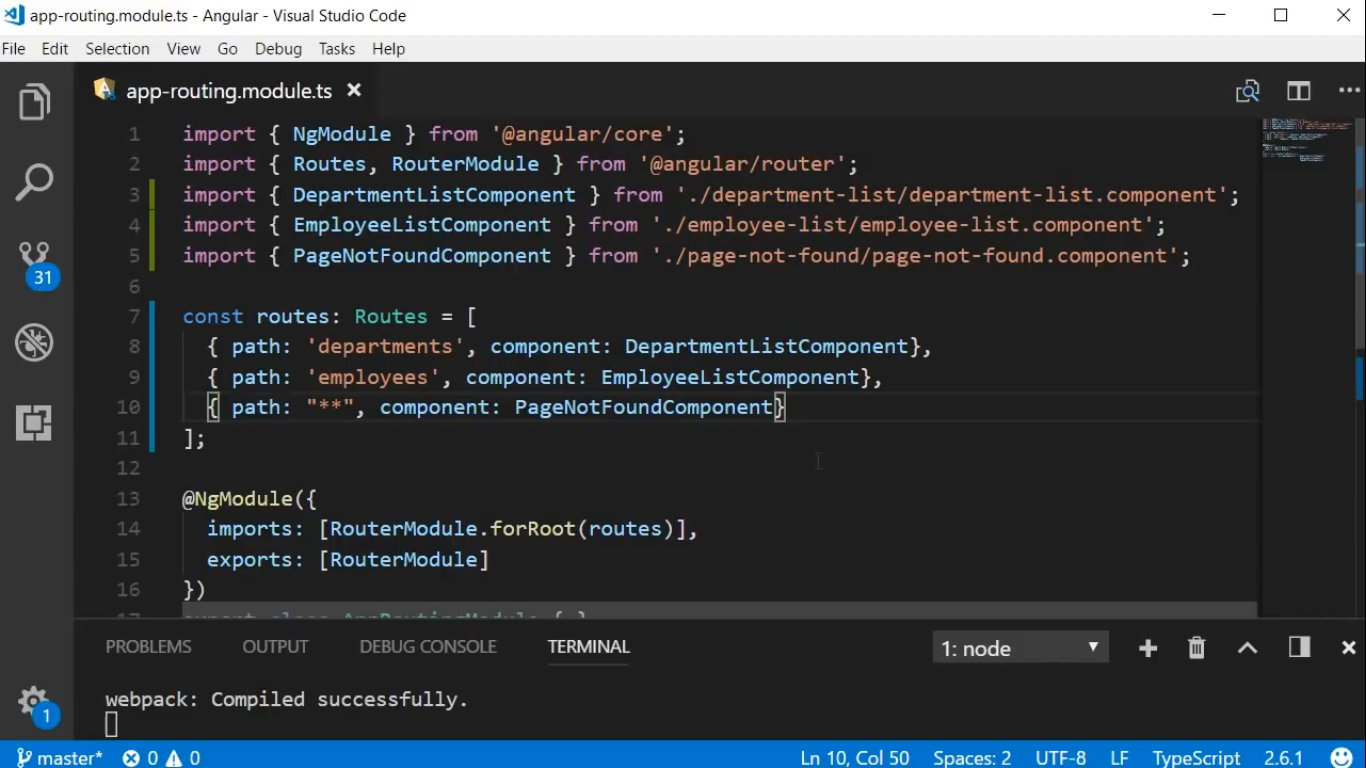 app-routing.module.ts - Angular - Visual Studio Code
File Edit Selection View Go Debug Tasks Help
app-routing.module.ts
1 import { NgModule } from '@angular/core';
2 import { Routes, RouterModule } from '@angular/router';
3 import { DepartmentListComponent } from './department-list/department-list.component';
4 import { EmployeeListComponent } from './employee-list/employee-list.component';
5 import { PageNotFoundComponent } from './page-not-found/page-not-found.component';
6
7 const routes: Routes = [
8 { path: 'departments', component: DepartmentListComponent},
9 { path: 'employees', component: EmployeeListComponent},
10 { path: "**", component: PageNotFoundComponent}
11 ];
12
13 @NgModule({
14 imports: [RouterModule.forRoot(routes)],
15 exports: [RouterModule]
16 })
17 export class AppRoutingModule { }
31
1
PROBLEMS OUTPUT DEBUG CONSOLE TERMINAL 1: node
webpack: Compiled successfully.
master* 0 0 Ln 10, Col 50 Spaces: 2 UTF-8 LF TypeScript 2.6.1